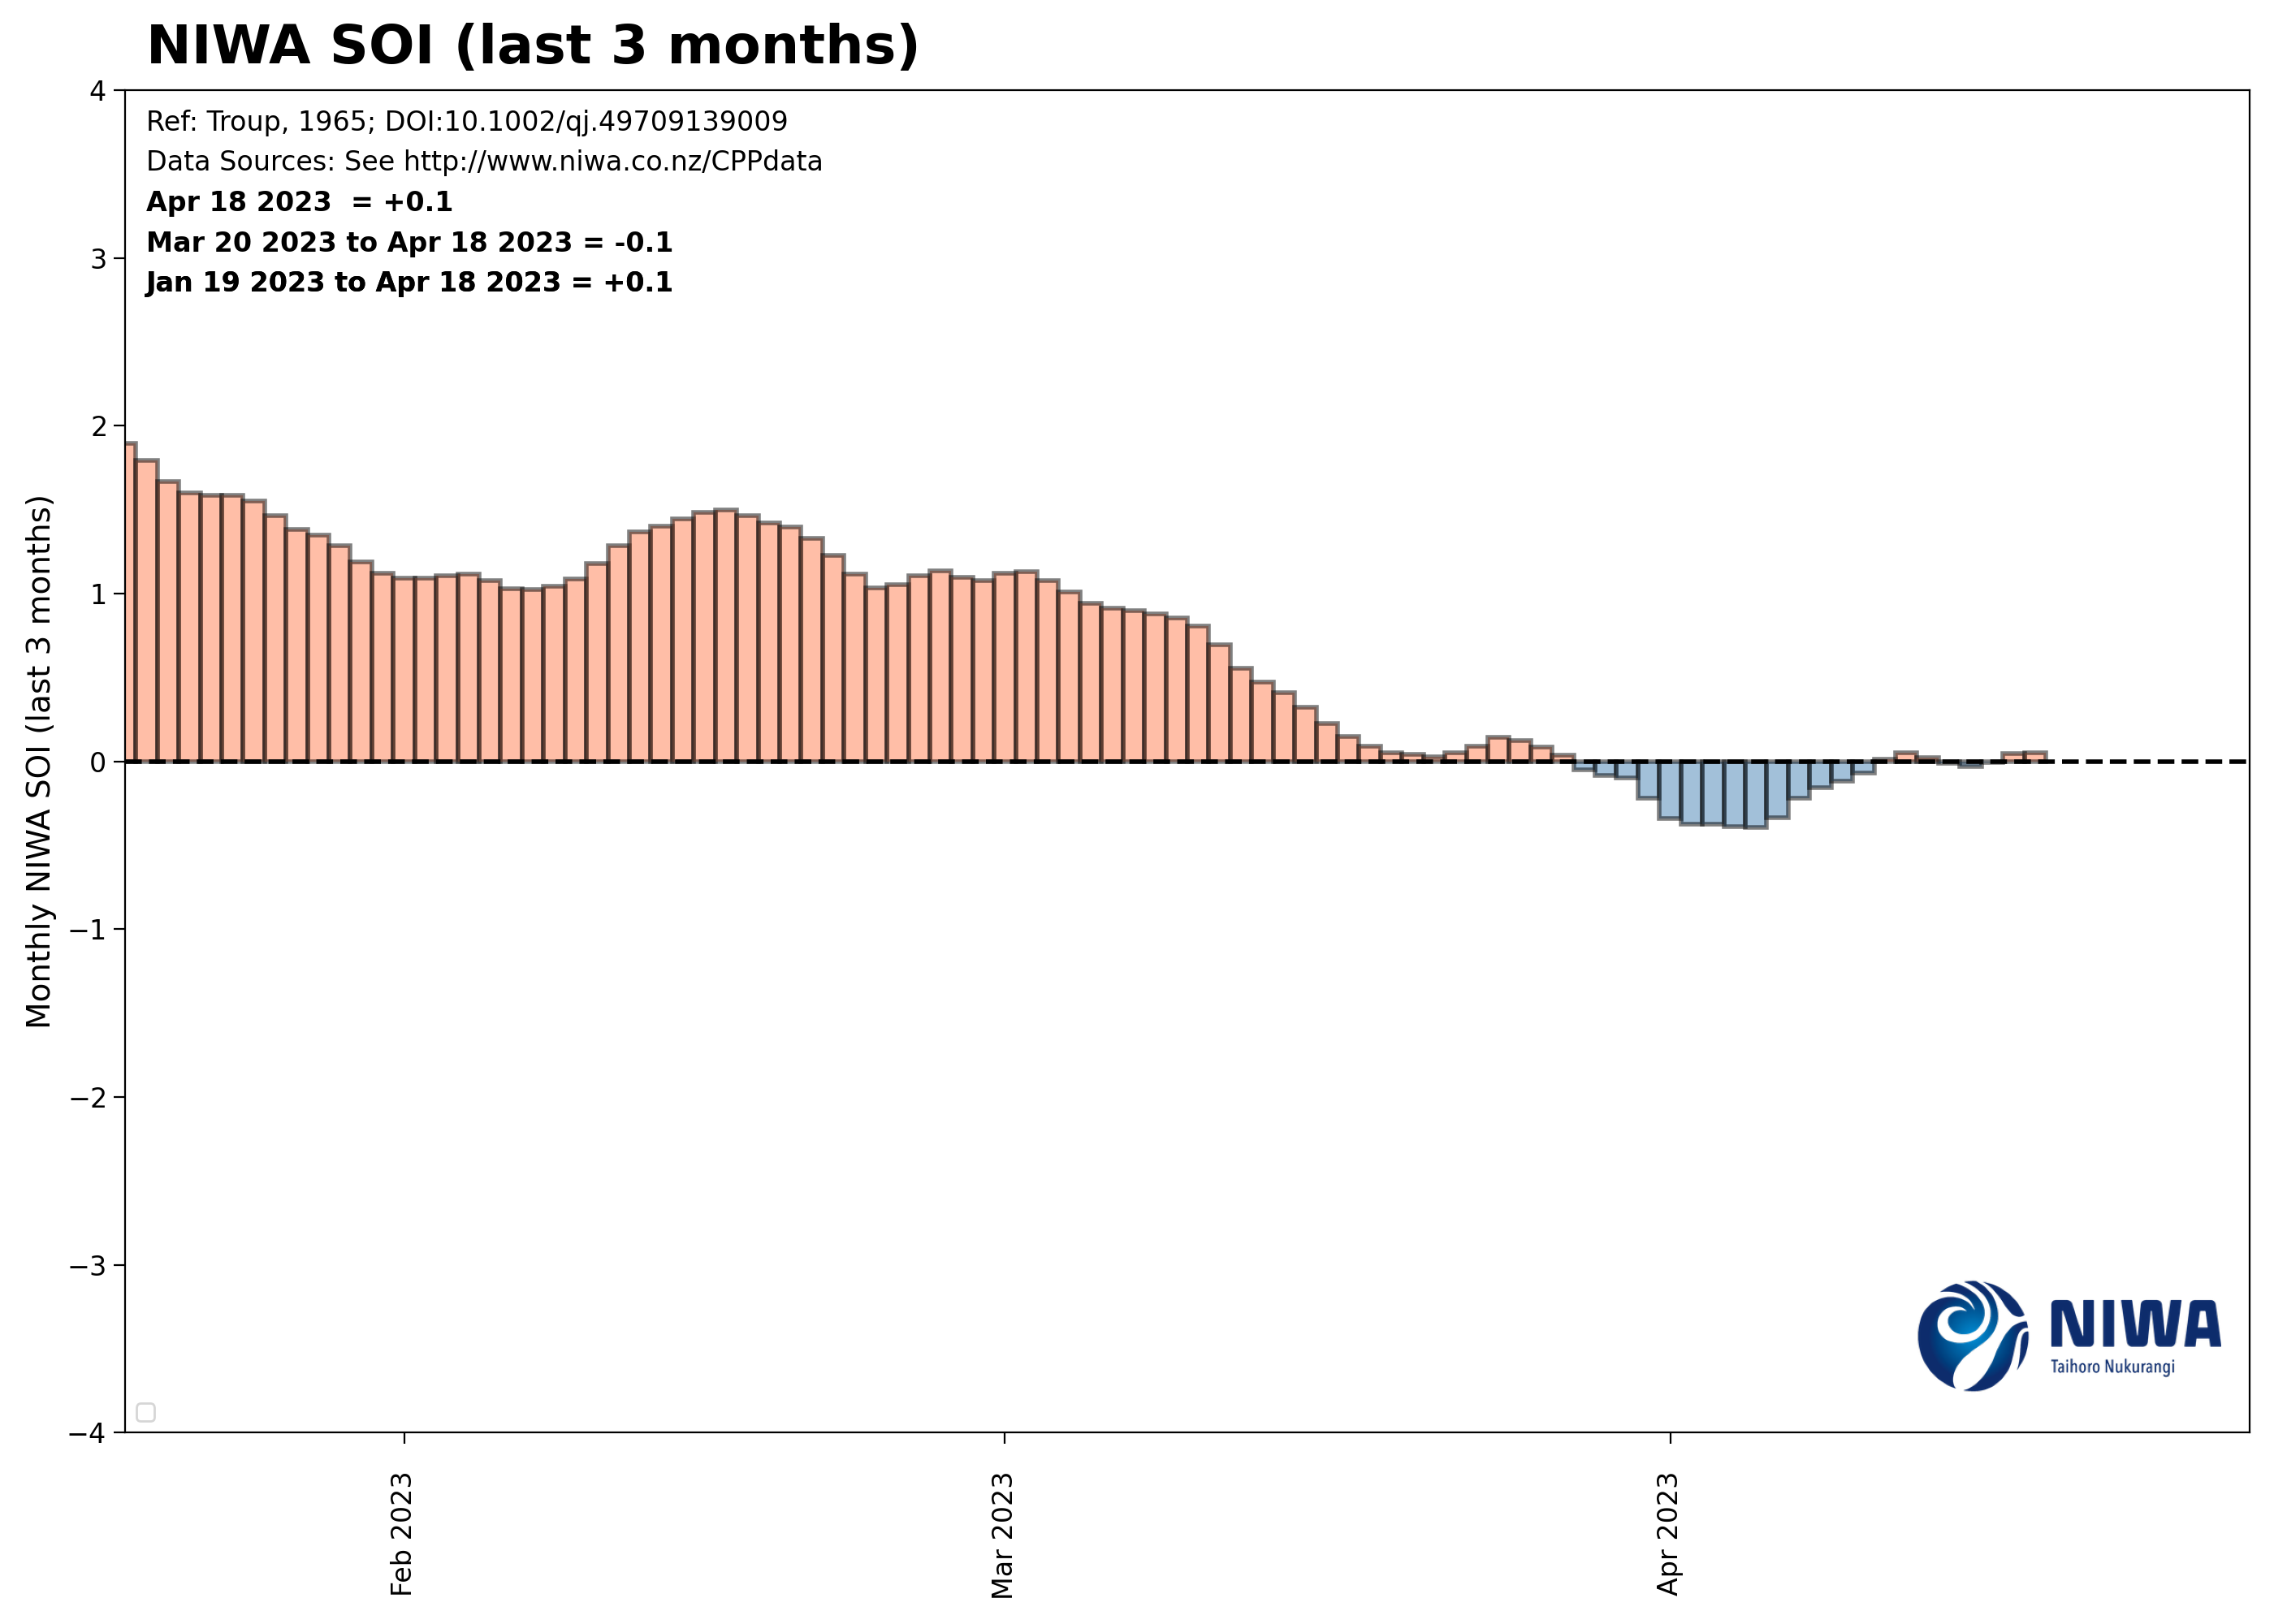 NIWA SOI (last 3 months)
Ref: Troup, 1965; DOI:10.1002/qj.49709139009
Data Sources: See http://www.niwa.co.nz/CPPdata
Apr 18 2023  = +0.1
Mar 20 2023 to Apr 18 2023 = -0.1
Jan 19 2023 to Apr 18 2023 = +0.1
Monthly NIWA SOI (last 3 months)
4
3
2
1
0
−1
−2
−3
−4
Feb 2023
Mar 2023
Apr 2023
NIWA
Taihoro Nukurangi